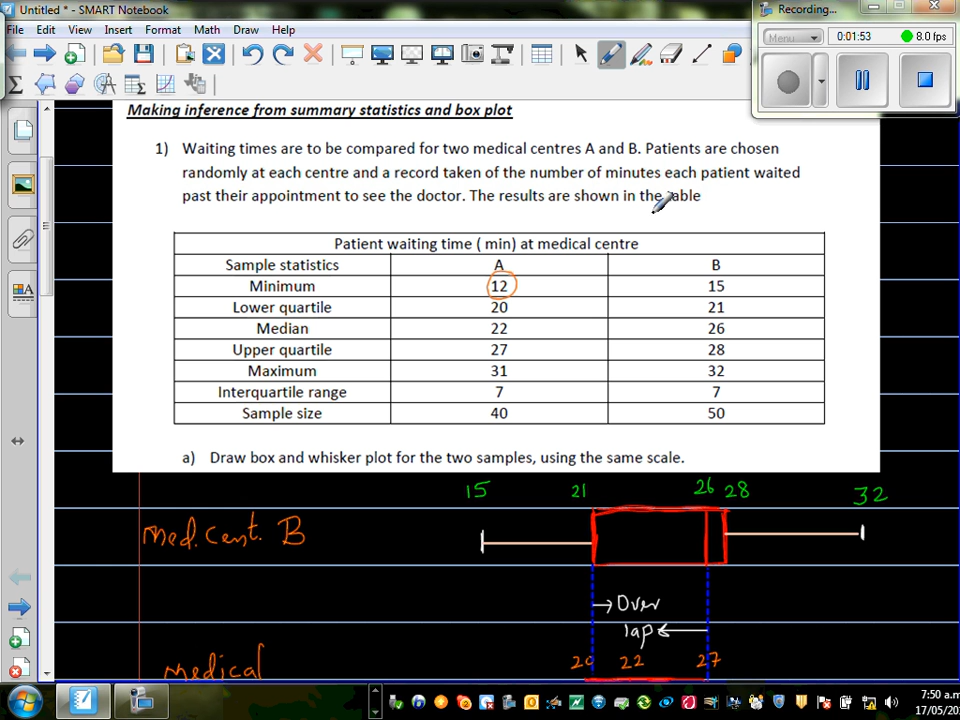 Untitled * - SMART Notebook
Recording...
File Edit View Insert Format Math Draw Help
Menu
0:01:53
8.0 fps
Making inference from summary statistics and box plot
1) Waiting times are to be compared for two medical centres A and B. Patients are chosen
randomly at each centre and a record taken of the number of minutes each patient waited
past their appointment to see the doctor. The results are shown in the table
Patient waiting time ( min) at medical centre
Sample statistics A B
Minimum 12 15
Lower quartile 20 21
Median 22 26
Upper quartile 27 28
Maximum 31 32
Interquartile range 7 7
Sample size 40 50
a) Draw box and whisker plot for the two samples, using the same scale.
15 21 26 28 32
Med.Cent. B
Over
lap
20 22 27
Medical
7:50 a.m
17/05/20